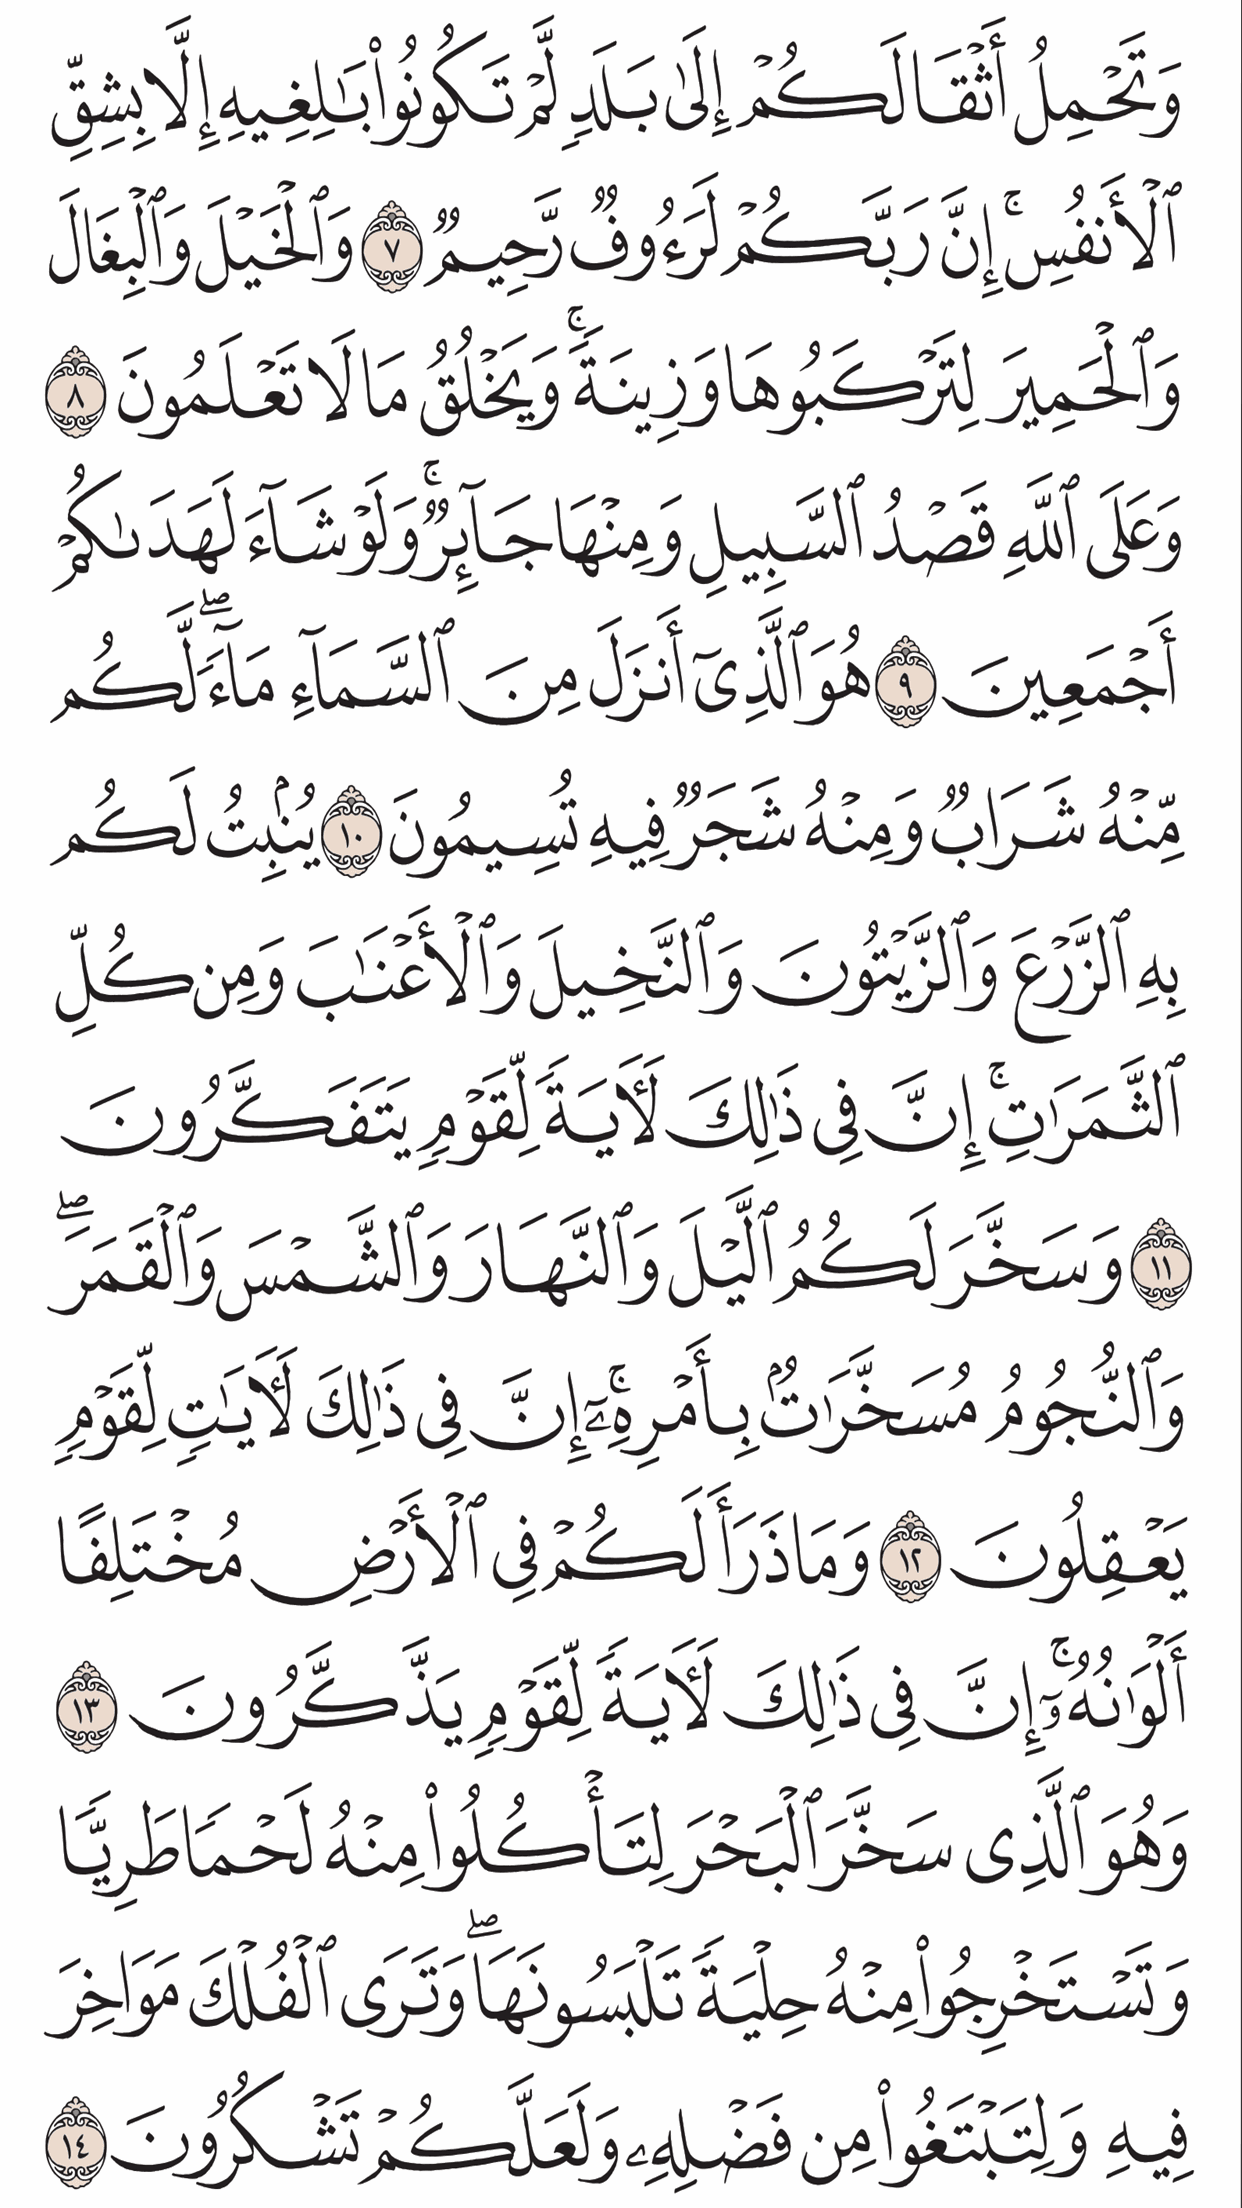 وَتَحْمِلُ أَثْقَالَكُمْ إِلَىٰ بَلَدٍ لَّمْ تَكُونُوا۟ بَٰلِغِيهِ إِلَّا بِشِقِّ
ٱلْأَنفُسِ ۚ إِنَّ رَبَّكُمْ لَرَءُوفٌ رَّحِيمٌ ٧ وَٱلْخَيْلَ وَٱلْبِغَالَ
وَٱلْحَمِيرَ لِتَرْكَبُوهَا وَزِينَةً ۚ وَيَخْلُقُ مَا لَا تَعْلَمُونَ ٨
وَعَلَى ٱللَّهِ قَصْدُ ٱلسَّبِيلِ وَمِنْهَا جَآئِرٌ ۚ وَلَوْ شَآءَ لَهَدَىٰكُمْ
أَجْمَعِينَ ٩ هُوَ ٱلَّذِىٓ أَنزَلَ مِنَ ٱلسَّمَآءِ مَآءً ۖ لَّكُم
مِّنْهُ شَرَابٌ وَمِنْهُ شَجَرٌ فِيهِ تُسِيمُونَ ١٠ يُنۢبِتُ لَكُم
بِهِ ٱلزَّرْعَ وَٱلزَّيْتُونَ وَٱلنَّخِيلَ وَٱلْأَعْنَٰبَ وَمِن كُلِّ
ٱلثَّمَرَٰتِ ۚ إِنَّ فِى ذَٰلِكَ لَأَيَةً لِّقَوْمٍ يَتَفَكَّرُونَ
١١ وَسَخَّرَ لَكُمُ ٱلَّيْلَ وَٱلنَّهَارَ وَٱلشَّمْسَ وَٱلْقَمَرَ ۖ
وَٱلنُّجُومُ مُسَخَّرَٰتٌۢ بِأَمْرِهِۦٓ ۚ إِنَّ فِى ذَٰلِكَ لَأَيَٰتٍ لِّقَوْمٍ
يَعْقِلُونَ ١٢ وَمَا ذَرَأَ لَكُمْ فِى ٱلْأَرْضِ مُخْتَلِفًا
أَلْوَٰنُهُۥٓ ۚ إِنَّ فِى ذَٰلِكَ لَأَيَةً لِّقَوْمٍ يَذَّكَّرُونَ ١٣
وَهُوَ ٱلَّذِى سَخَّرَ ٱلْبَحْرَ لِتَأْكُلُوا۟ مِنْهُ لَحْمًا طَرِيًّا
وَتَسْتَخْرِجُوا۟ مِنْهُ حِلْيَةً تَلْبَسُونَهَا ۖ وَتَرَى ٱلْفُلْكَ مَوَاخِرَ
فِيهِ وَلِتَبْتَغُوا۟ مِن فَضْلِهِۦ وَلَعَلَّكُمْ تَشْكُرُونَ ١٤